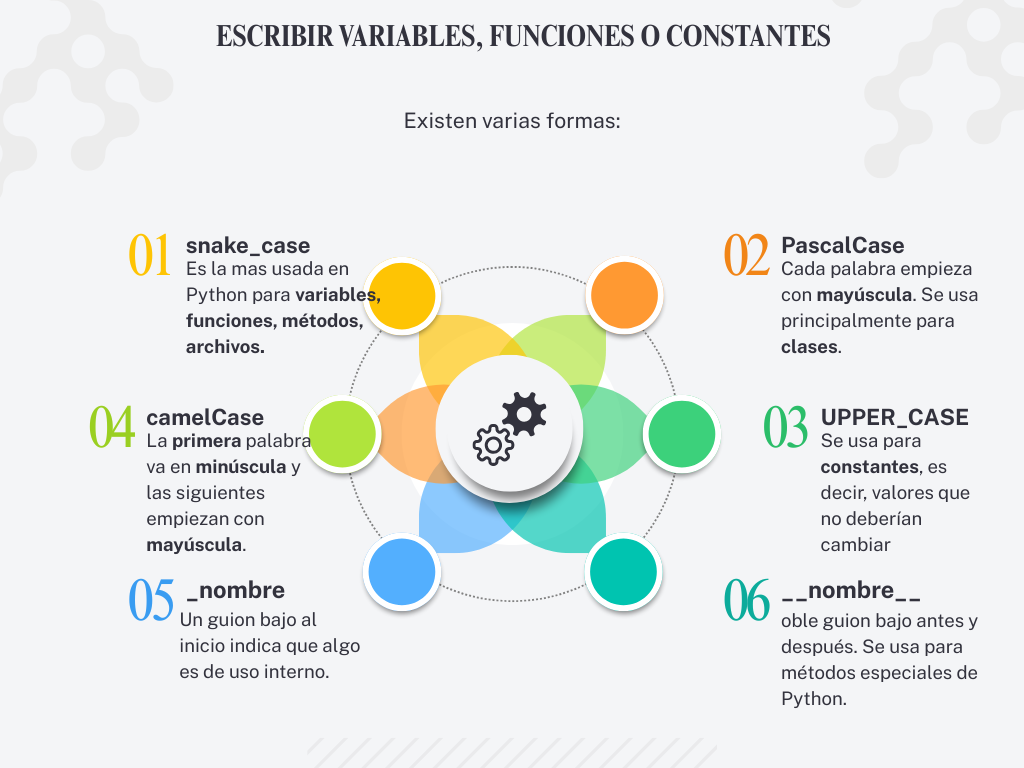 ESCRIBIR VARIABLES, FUNCIONES O CONSTANTES
Existen varias formas:
01
snake_case
Es la mas usada en
Python para variables,
funciones, métodos,
archivos.
02
PascalCase
Cada palabra empieza
con mayúscula. Se usa
principalmente para
clases.
04
camelCase
La primera palabra
va en minúscula y
las siguientes
empiezan con
mayúscula.
03
UPPER_CASE
Se usa para
constantes, es
decir, valores que
no deberían
cambiar
05
_nombre
Un guion bajo al
inicio indica que algo
es de uso interno.
06
__nombre__
oble guion bajo antes y
después. Se usa para
métodos especiales de
Python.